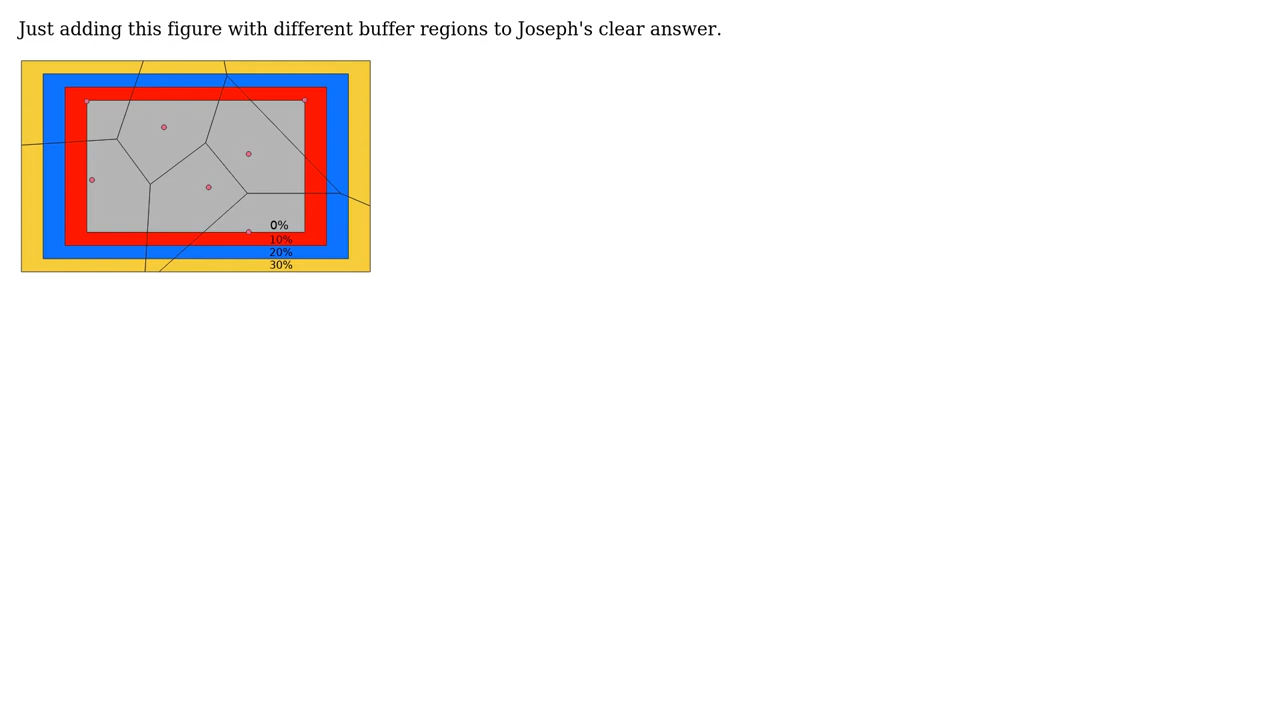 Just adding this figure with different buffer regions to Joseph's clear answer.
0%
10%
20%
30%